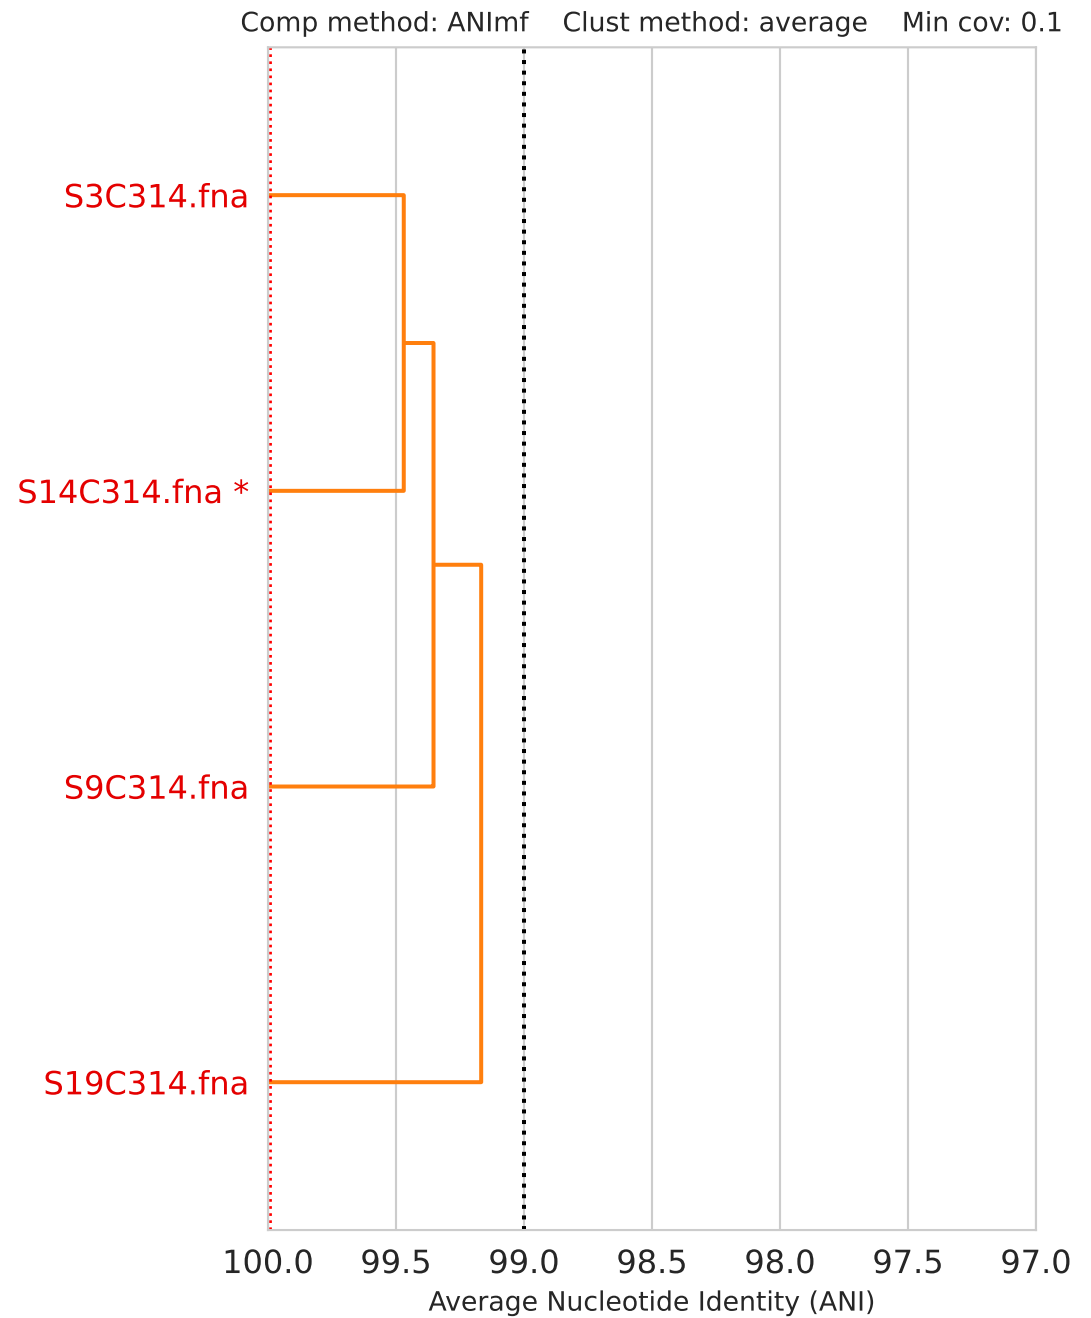 Comp method: ANImf    Clust method: average    Min cov: 0.1
S3C314.fna
S14C314.fna *
S9C314.fna
S19C314.fna
100.0 99.5 99.0 98.5 98.0 97.5 97.0
Average Nucleotide Identity (ANI)